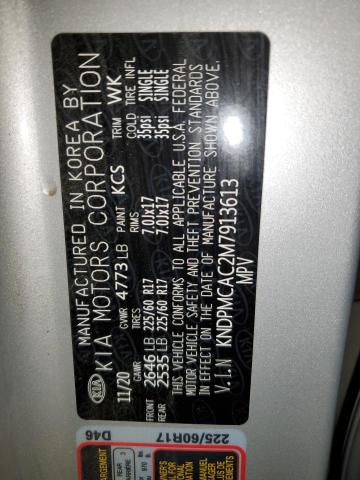 MANUFACTURED IN KOREA BY
KIA KIA MOTORS CORPORATION
11/20 GVWR 4773 LB PAINT KCS TRIM WK
GAWR TIRES RIMS COLD TIRE INFL
FRONT 2646 LB 225/60 R17 7.0Jx17 35psi SINGLE
REAR 2535 LB 225/60 R17 7.0Jx17 35psi SINGLE
THIS VEHICLE CONFORMS TO ALL APPLICABLE U.S.A. FEDERAL
MOTOR VEHICLE SAFETY AND THEFT PREVENTION STANDARDS
IN EFFECT ON THE DATE OF MANUFACTURE SHOWN ABOVE.
V.I.N KNDPMCAC2M7913613
MPV
D46 225/60R17
REAR 3